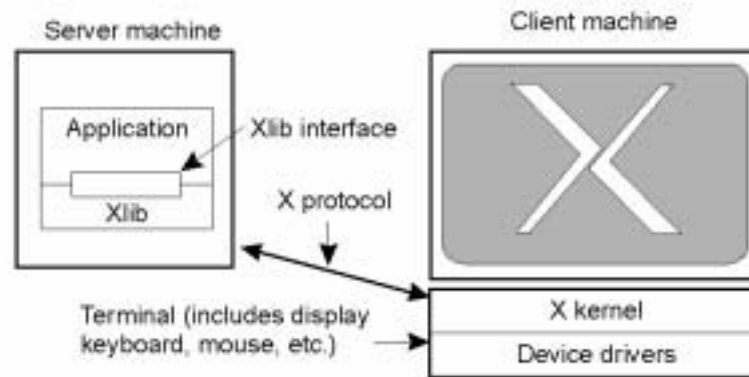 Server machine
Client machine
Application
Xlib interface
Xlib
X protocol
Terminal (includes display
keyboard, mouse, etc.)
X kernel
Device drivers